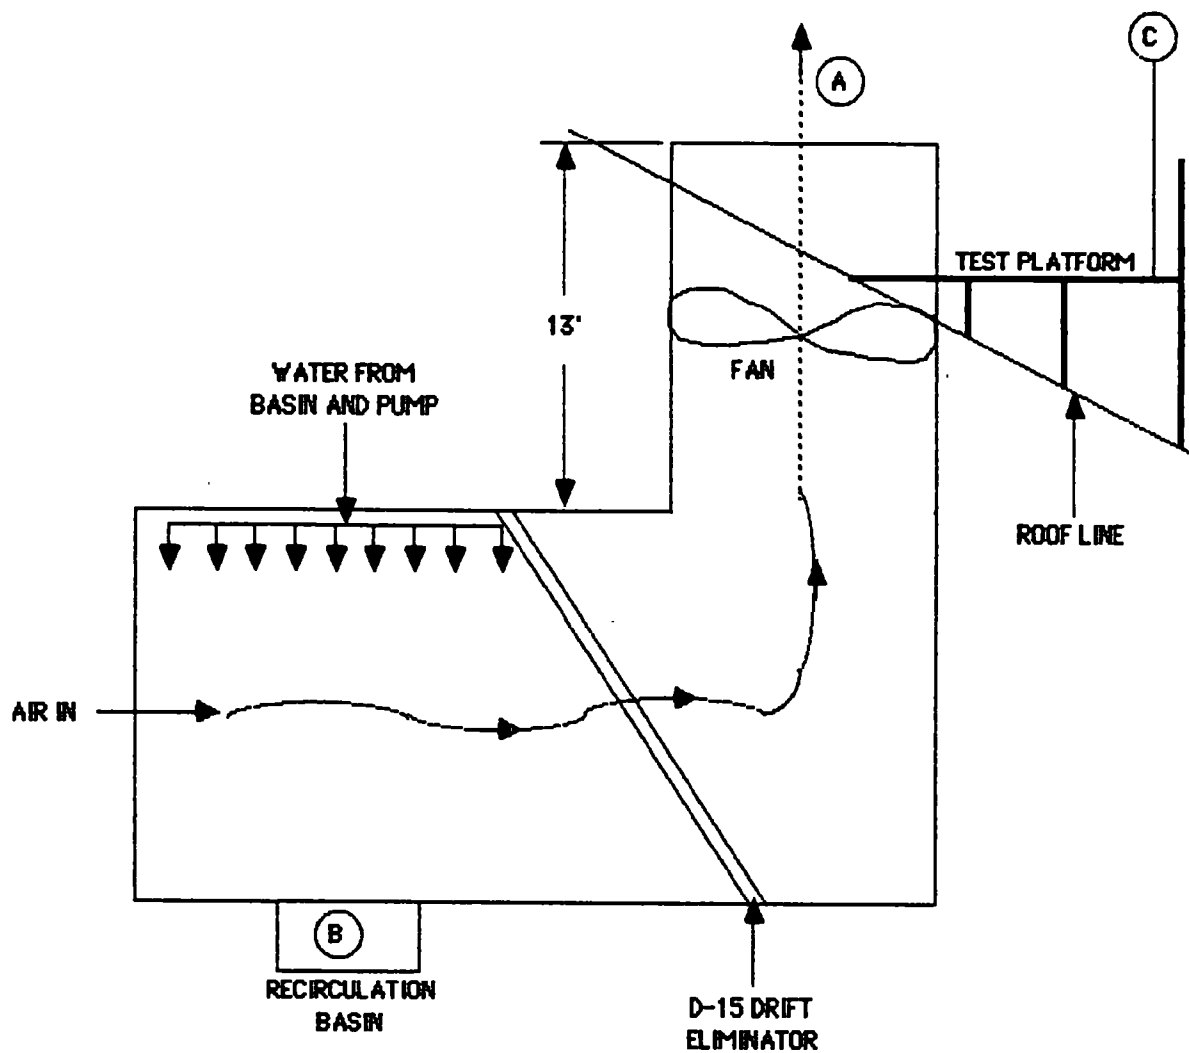 C
A
TEST PLATFORM
13'
FAN
WATER FROM
BASIN AND PUMP
ROOF LINE
AIR IN
B
RECIRCULATION
BASIN
D-15 DRIFT
ELIMINATOR